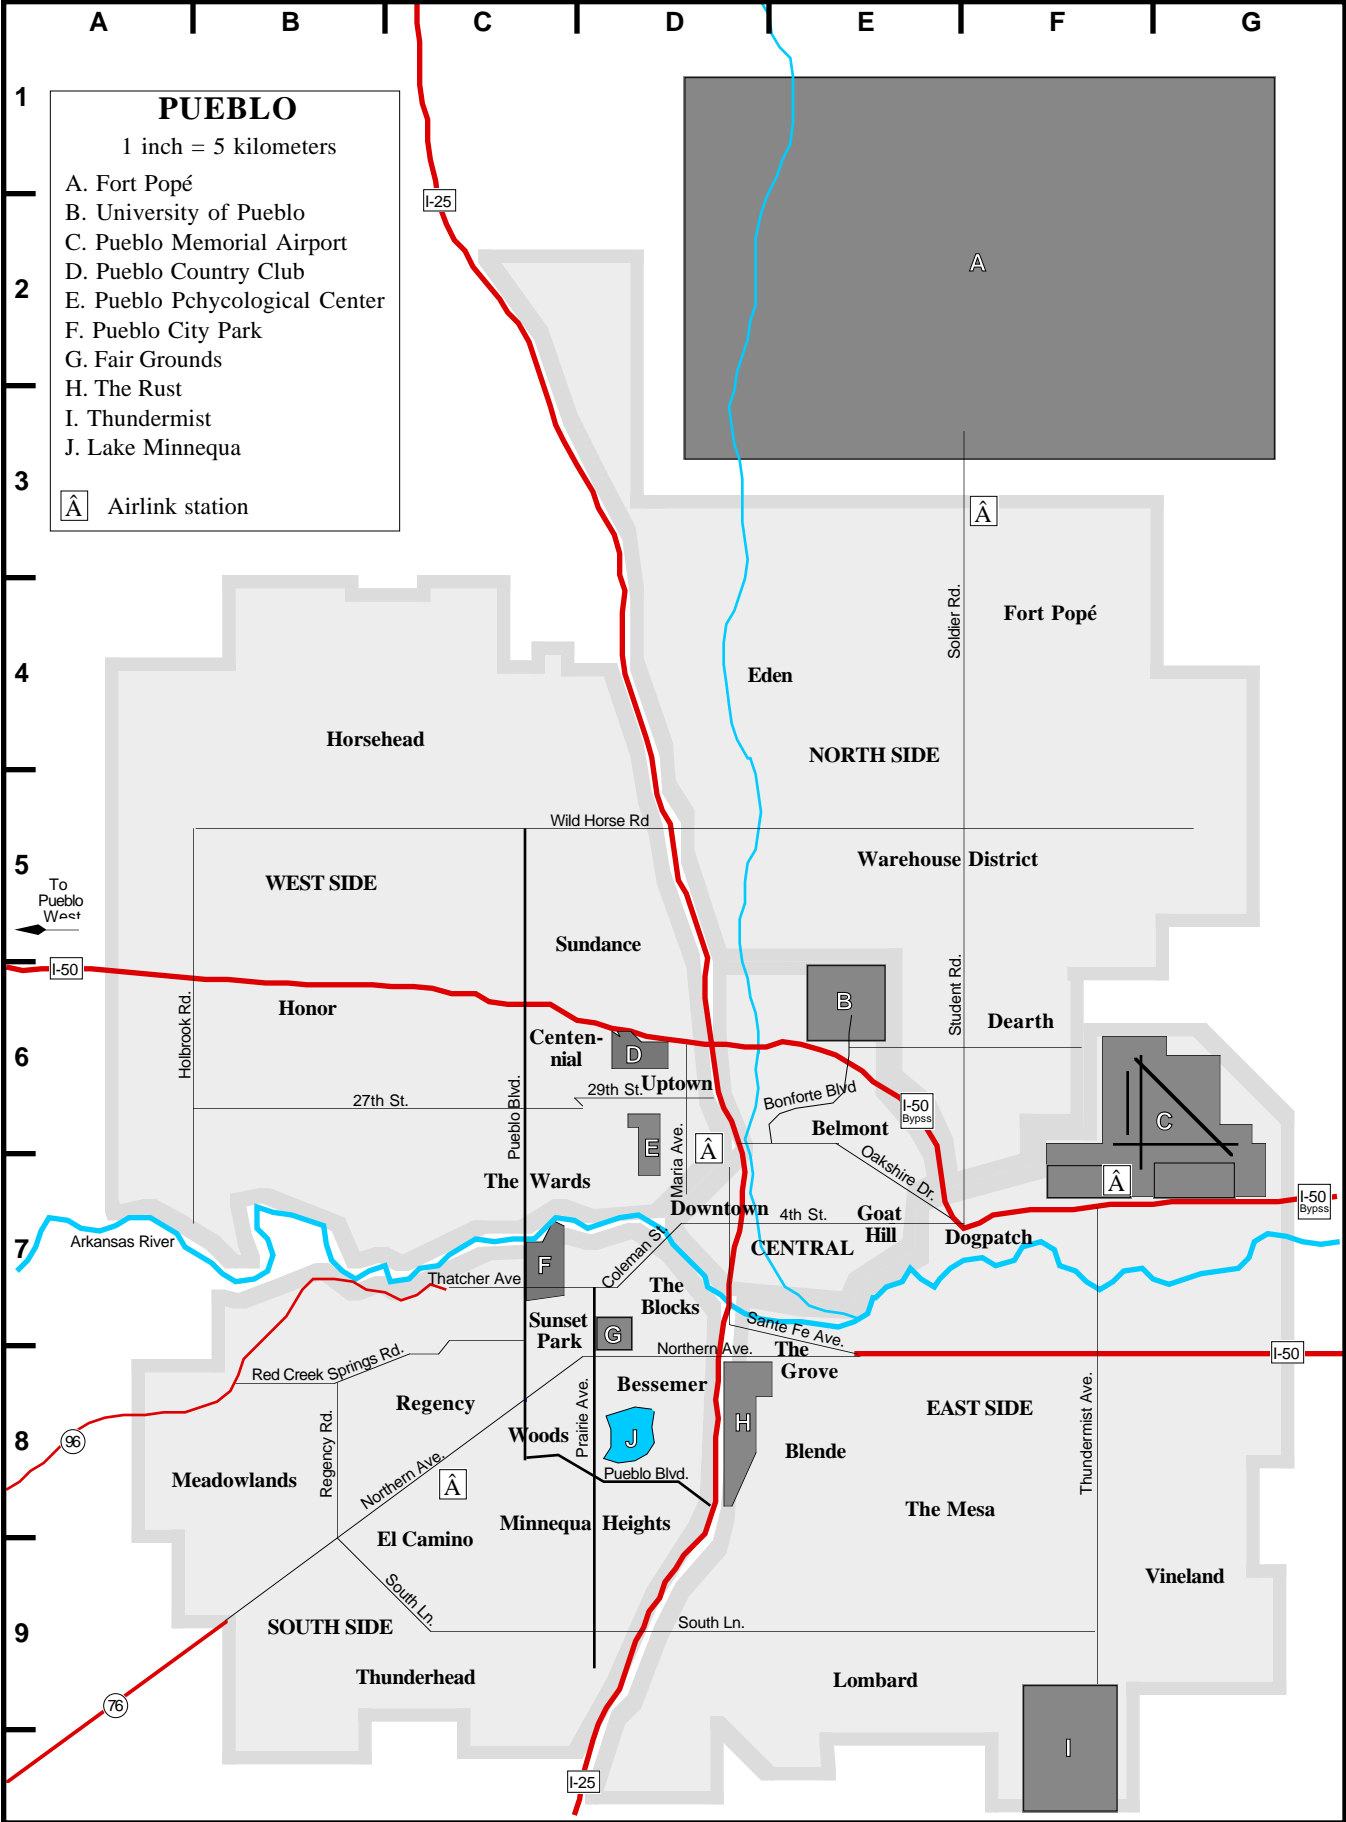 A B C D E F G
1
2
3
4
5
6
7
8
9
PUEBLO
1 inch = 5 kilometers
A. Fort Popé
B. University of Pueblo
C. Pueblo Memorial Airport
D. Pueblo Country Club
E. Pueblo Pchycological Center
F. Pueblo City Park
G. Fair Grounds
H. The Rust
I. Thundermist
J. Lake Minnequa
Â Airlink station
I-25
A
Â
Soldier Rd.
Fort Popé
Eden
Horsehead
NORTH SIDE
Wild Horse Rd
Warehouse District
WEST SIDE
To
Pueblo
West
Sundance
I-50
Holbrook Rd.
Honor
B
Student Rd.
Dearth
Centen-
nial
D
Uptown
29th St.
27th St.
Pueblo Blvd.
Bonforte Blvd
I-50
Bypss
Belmont
C
E
Maria Ave.
Â
Oakshire Dr.
Â
The Wards
Downtown
4th St.
Goat
Hill
I-50
Bypss
Arkansas River
Dogpatch
CENTRAL
F
Coleman St.
Thatcher Ave
The
Blocks
Sunset
Park
G
Sante Fe Ave.
Northern Ave.
The
Grove
I-50
Red Creek Springs Rd.
Regency
Prairie Ave.
Bessemer
EAST SIDE
Thundermist Ave.
96
Regency Rd.
Woods
J
H
Blende
Meadowlands
Northern Ave.
Â
Pueblo Blvd.
The Mesa
El Camino
Minnequa Heights
Vineland
South Ln.
SOUTH SIDE
South Ln.
Thunderhead
Lombard
76
I
I-25